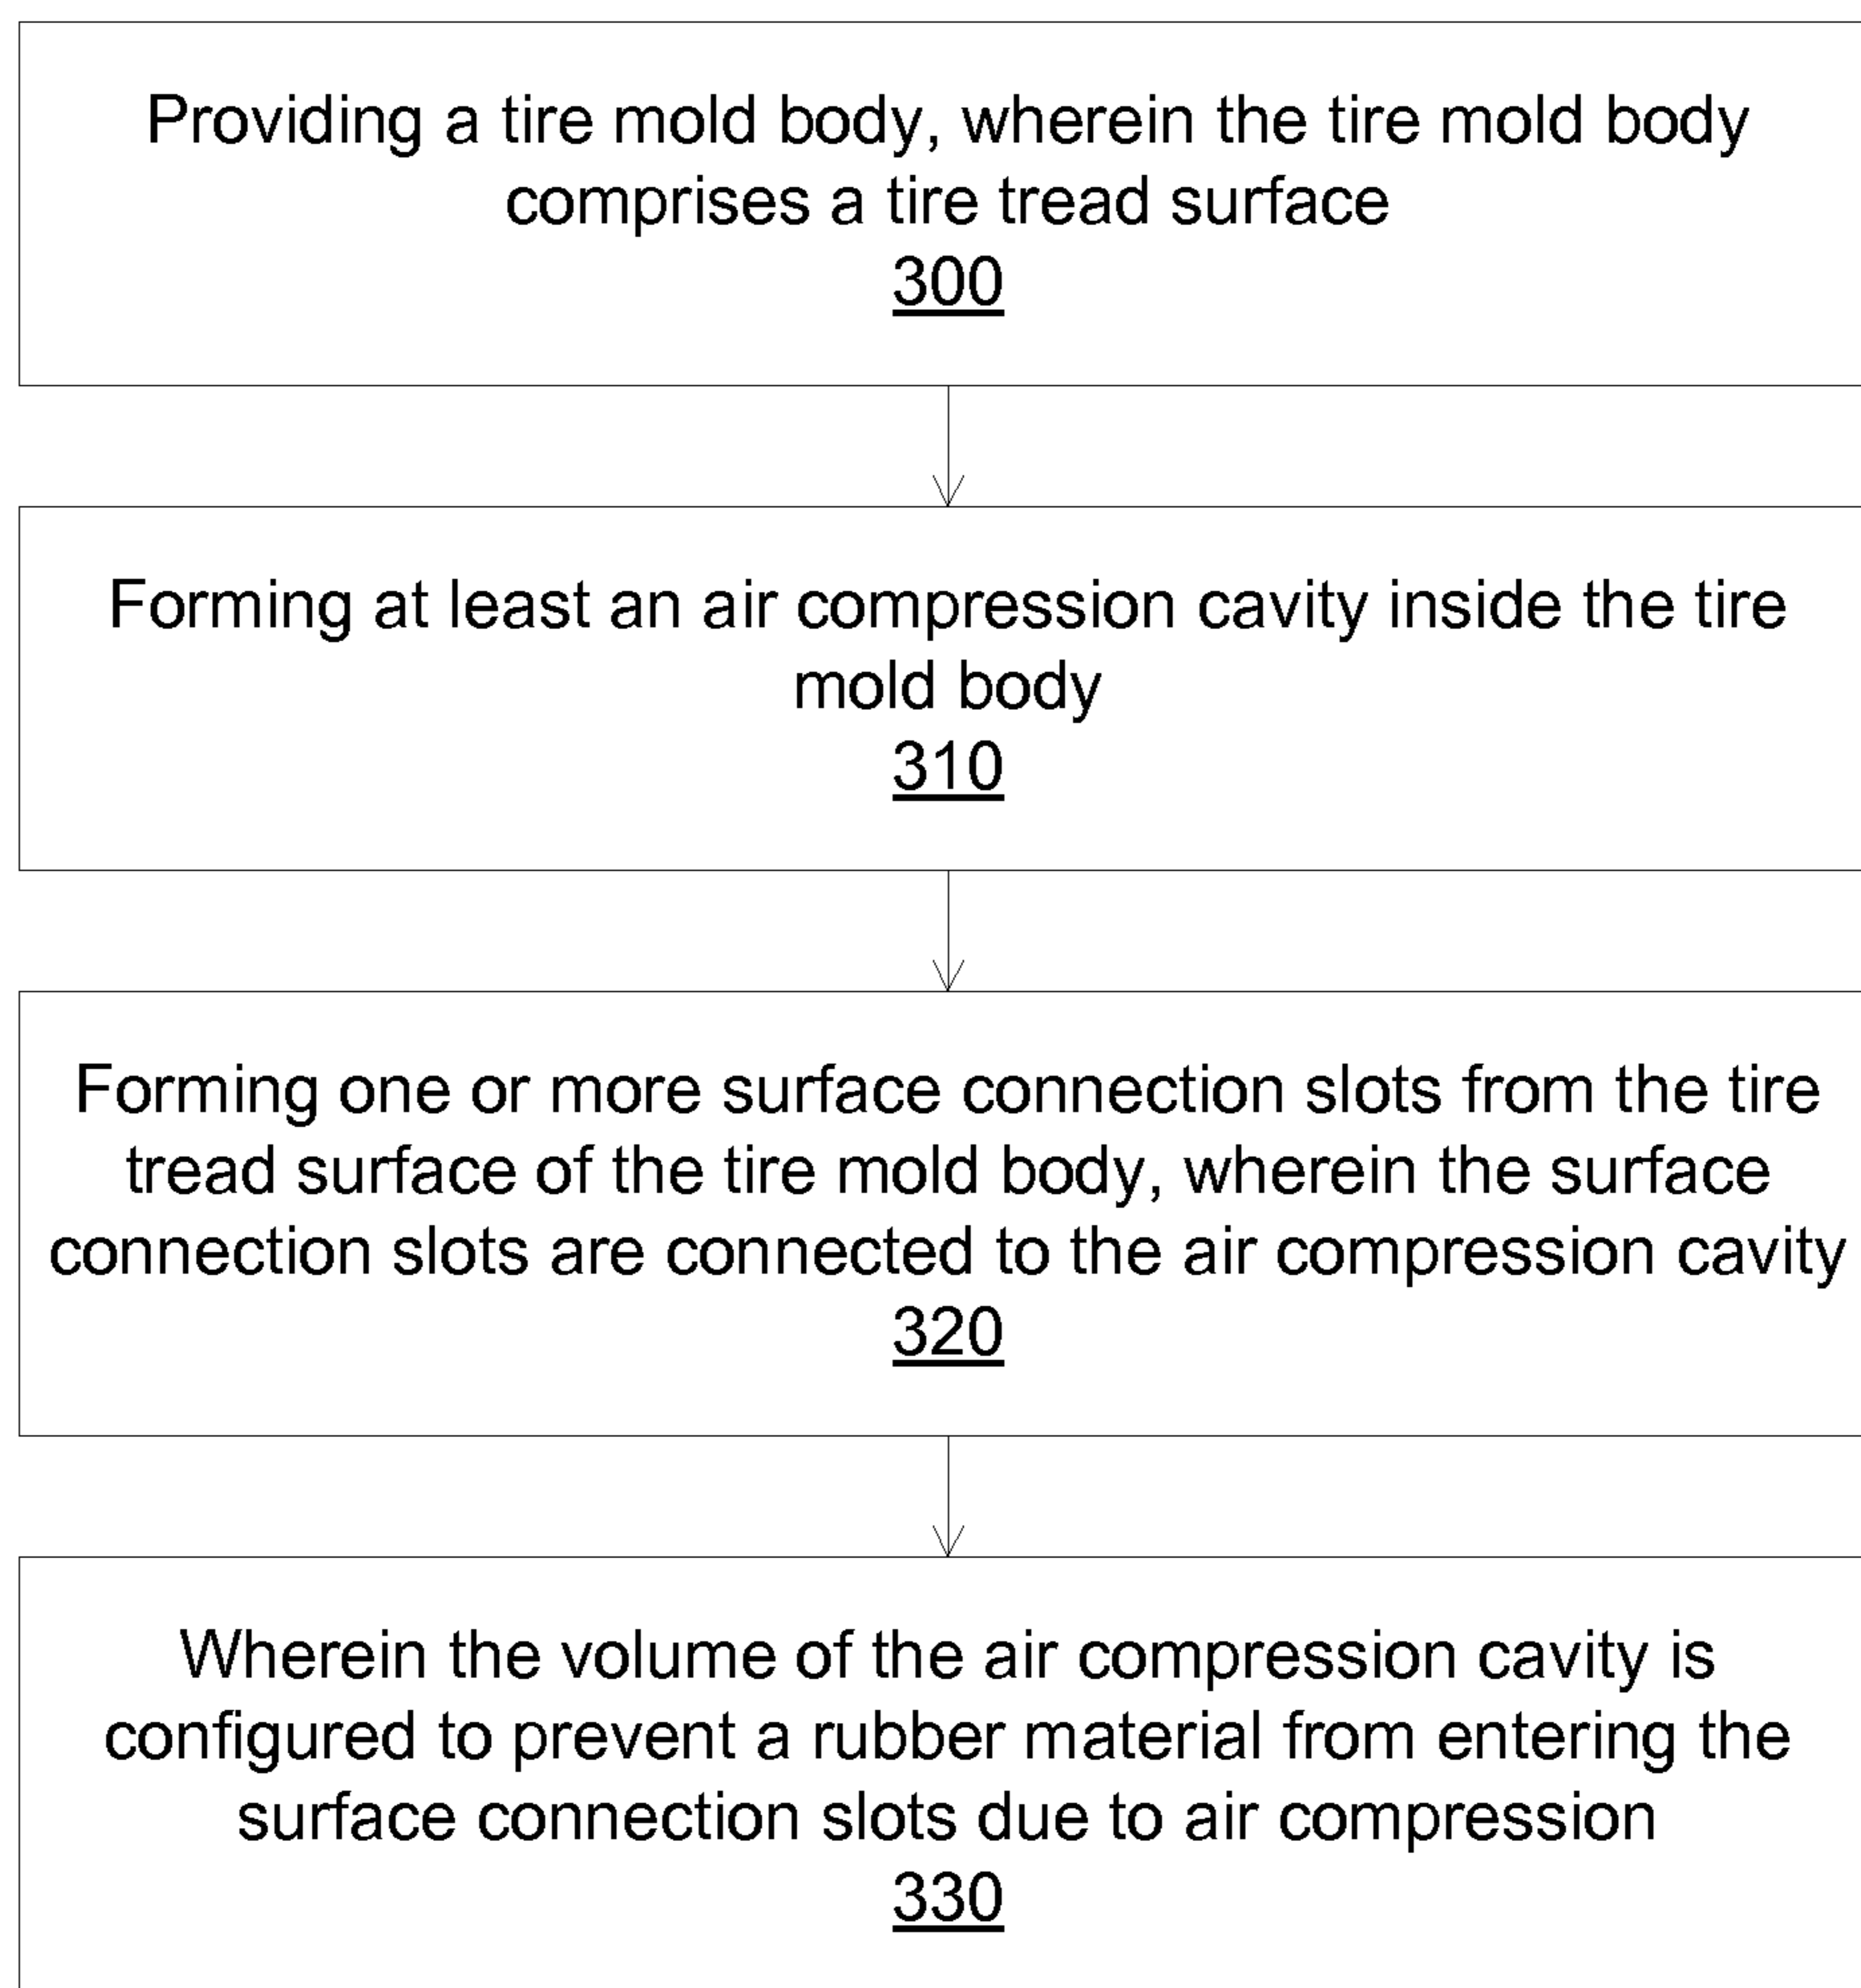 Providing a tire mold body, wherein the tire mold body
comprises a tire tread surface
300
Forming at least an air compression cavity inside the tire
mold body
310
Forming one or more surface connection slots from the tire
tread surface of the tire mold body, wherein the surface
connection slots are connected to the air compression cavity
320
Wherein the volume of the air compression cavity is
configured to prevent a rubber material from entering the
surface connection slots due to air compression
330